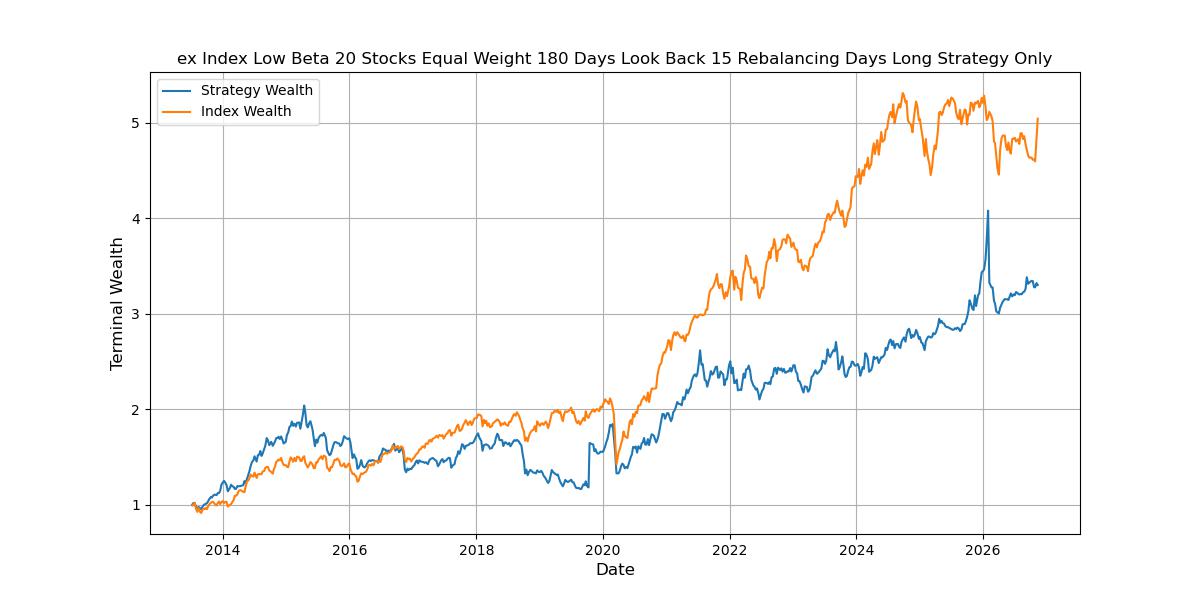 ex Index Low Beta 20 Stocks Equal Weight 180 Days Look Back 15 Rebalancing Days Long Strategy Only
Strategy Wealth
Index Wealth
Terminal Wealth
5
4
3
2
1
2014 2016 2018 2020 2022 2024 2026
Date